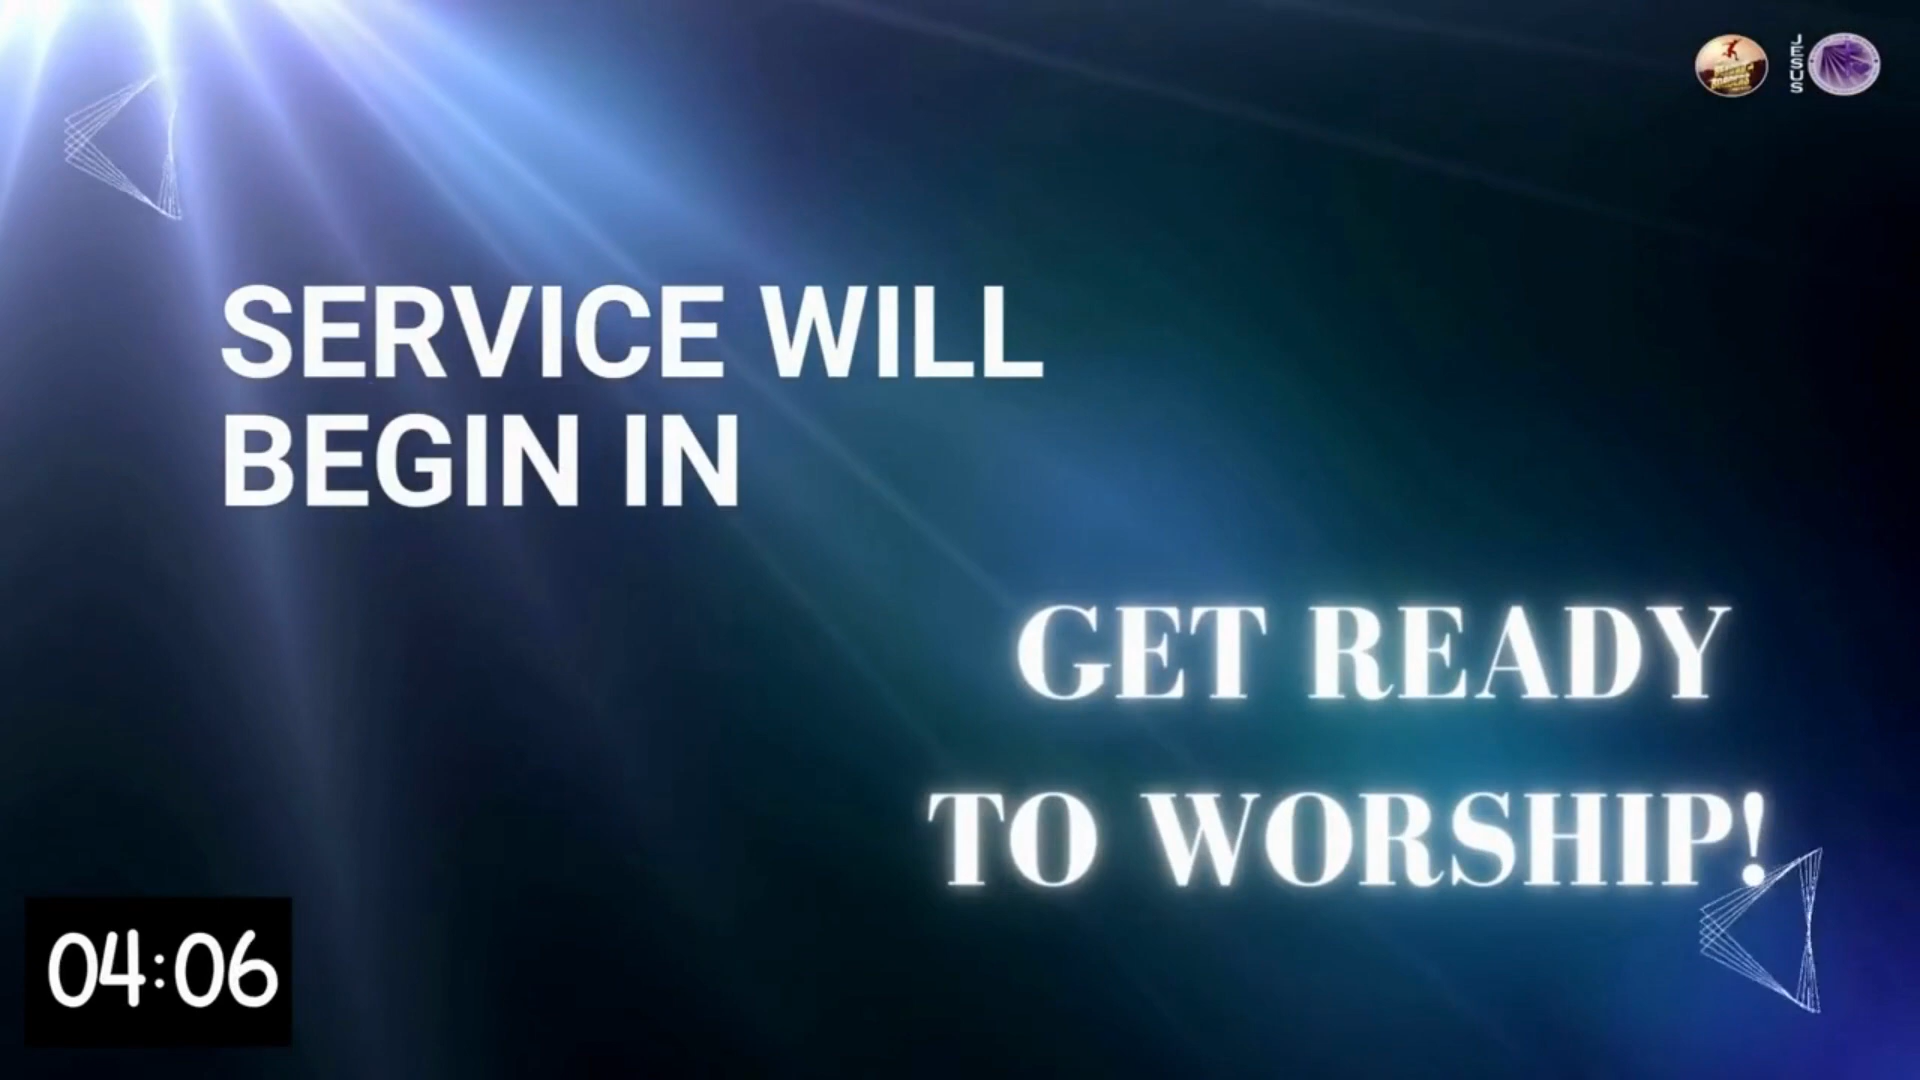 JESUS
SERVICE WILL
BEGIN IN
GET READY
TO WORSHIP!
04:06